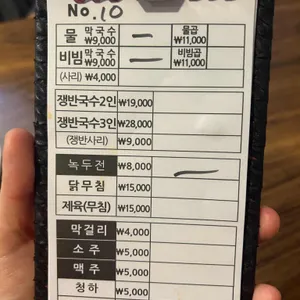 No.10
물 막국수 ₩9,000 一 물곱 ₩11,000
비빔 막국수 ₩9,000 一 비빔곱 ₩11,000
(사리) ₩4,000
쟁반국수2인 ₩19,000
쟁반국수3인 ₩28,000
(쟁반사리) ₩9,000
녹두전 ₩8,000 一
닭무침 ₩15,000
제육(무침) ₩15,000
막걸리 ₩4,000
소주 ₩5,000
맥주 ₩5,000
청하 ₩5,000